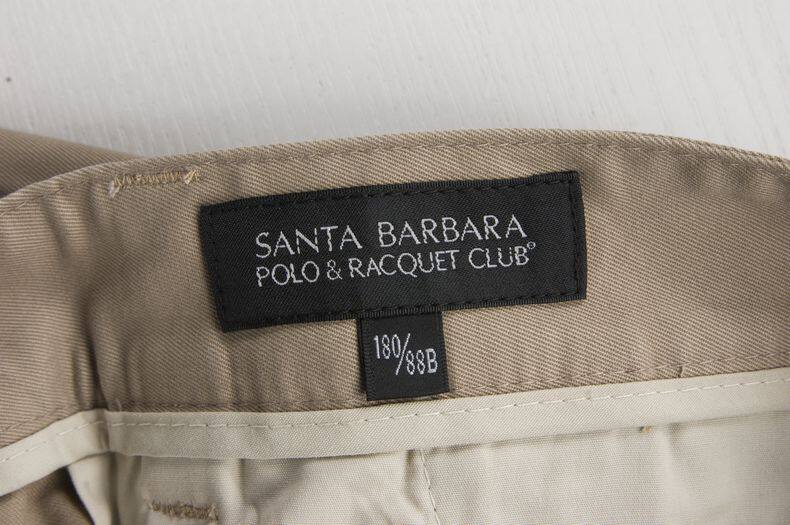 SANTA BARBARA
POLO & RACQUET CLUB®
180/88B